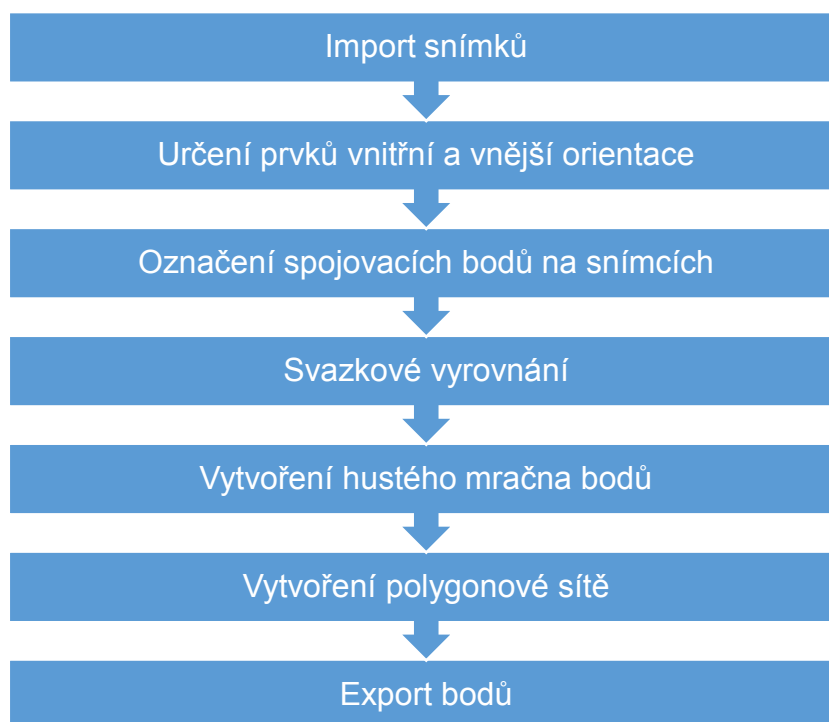 Import snímků
Určení prvků vnitřní a vnější orientace
Označení spojovacích bodů na snímcích
Svazkové vyrovnání
Vytvoření hustého mračna bodů
Vytvoření polygonové sítě
Export bodů